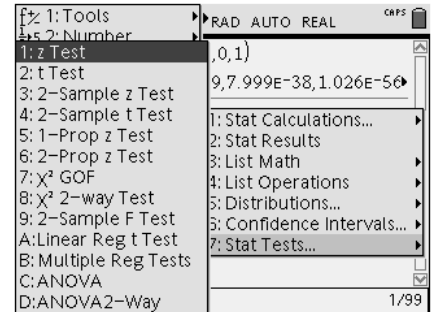 1: Tools
RAD AUTO REAL
CAPS
2: Number
1: z Test
2: t Test
3: 2-Sample z Test
4: 2-Sample t Test
5: 1-Prop z Test
6: 2-Prop z Test
7: χ² GOF
8: χ² 2-way Test
9: 2-Sample F Test
A:Linear Reg t Test
B: Multiple Reg Tests
C:ANOVA
D:ANOVA2-Way
,0,1)
9,7.999E-38,1.026E-56
1: Stat Calculations...
2: Stat Results
3: List Math
4: List Operations
5: Distributions...
6: Confidence Intervals...
7: Stat Tests...
1/99